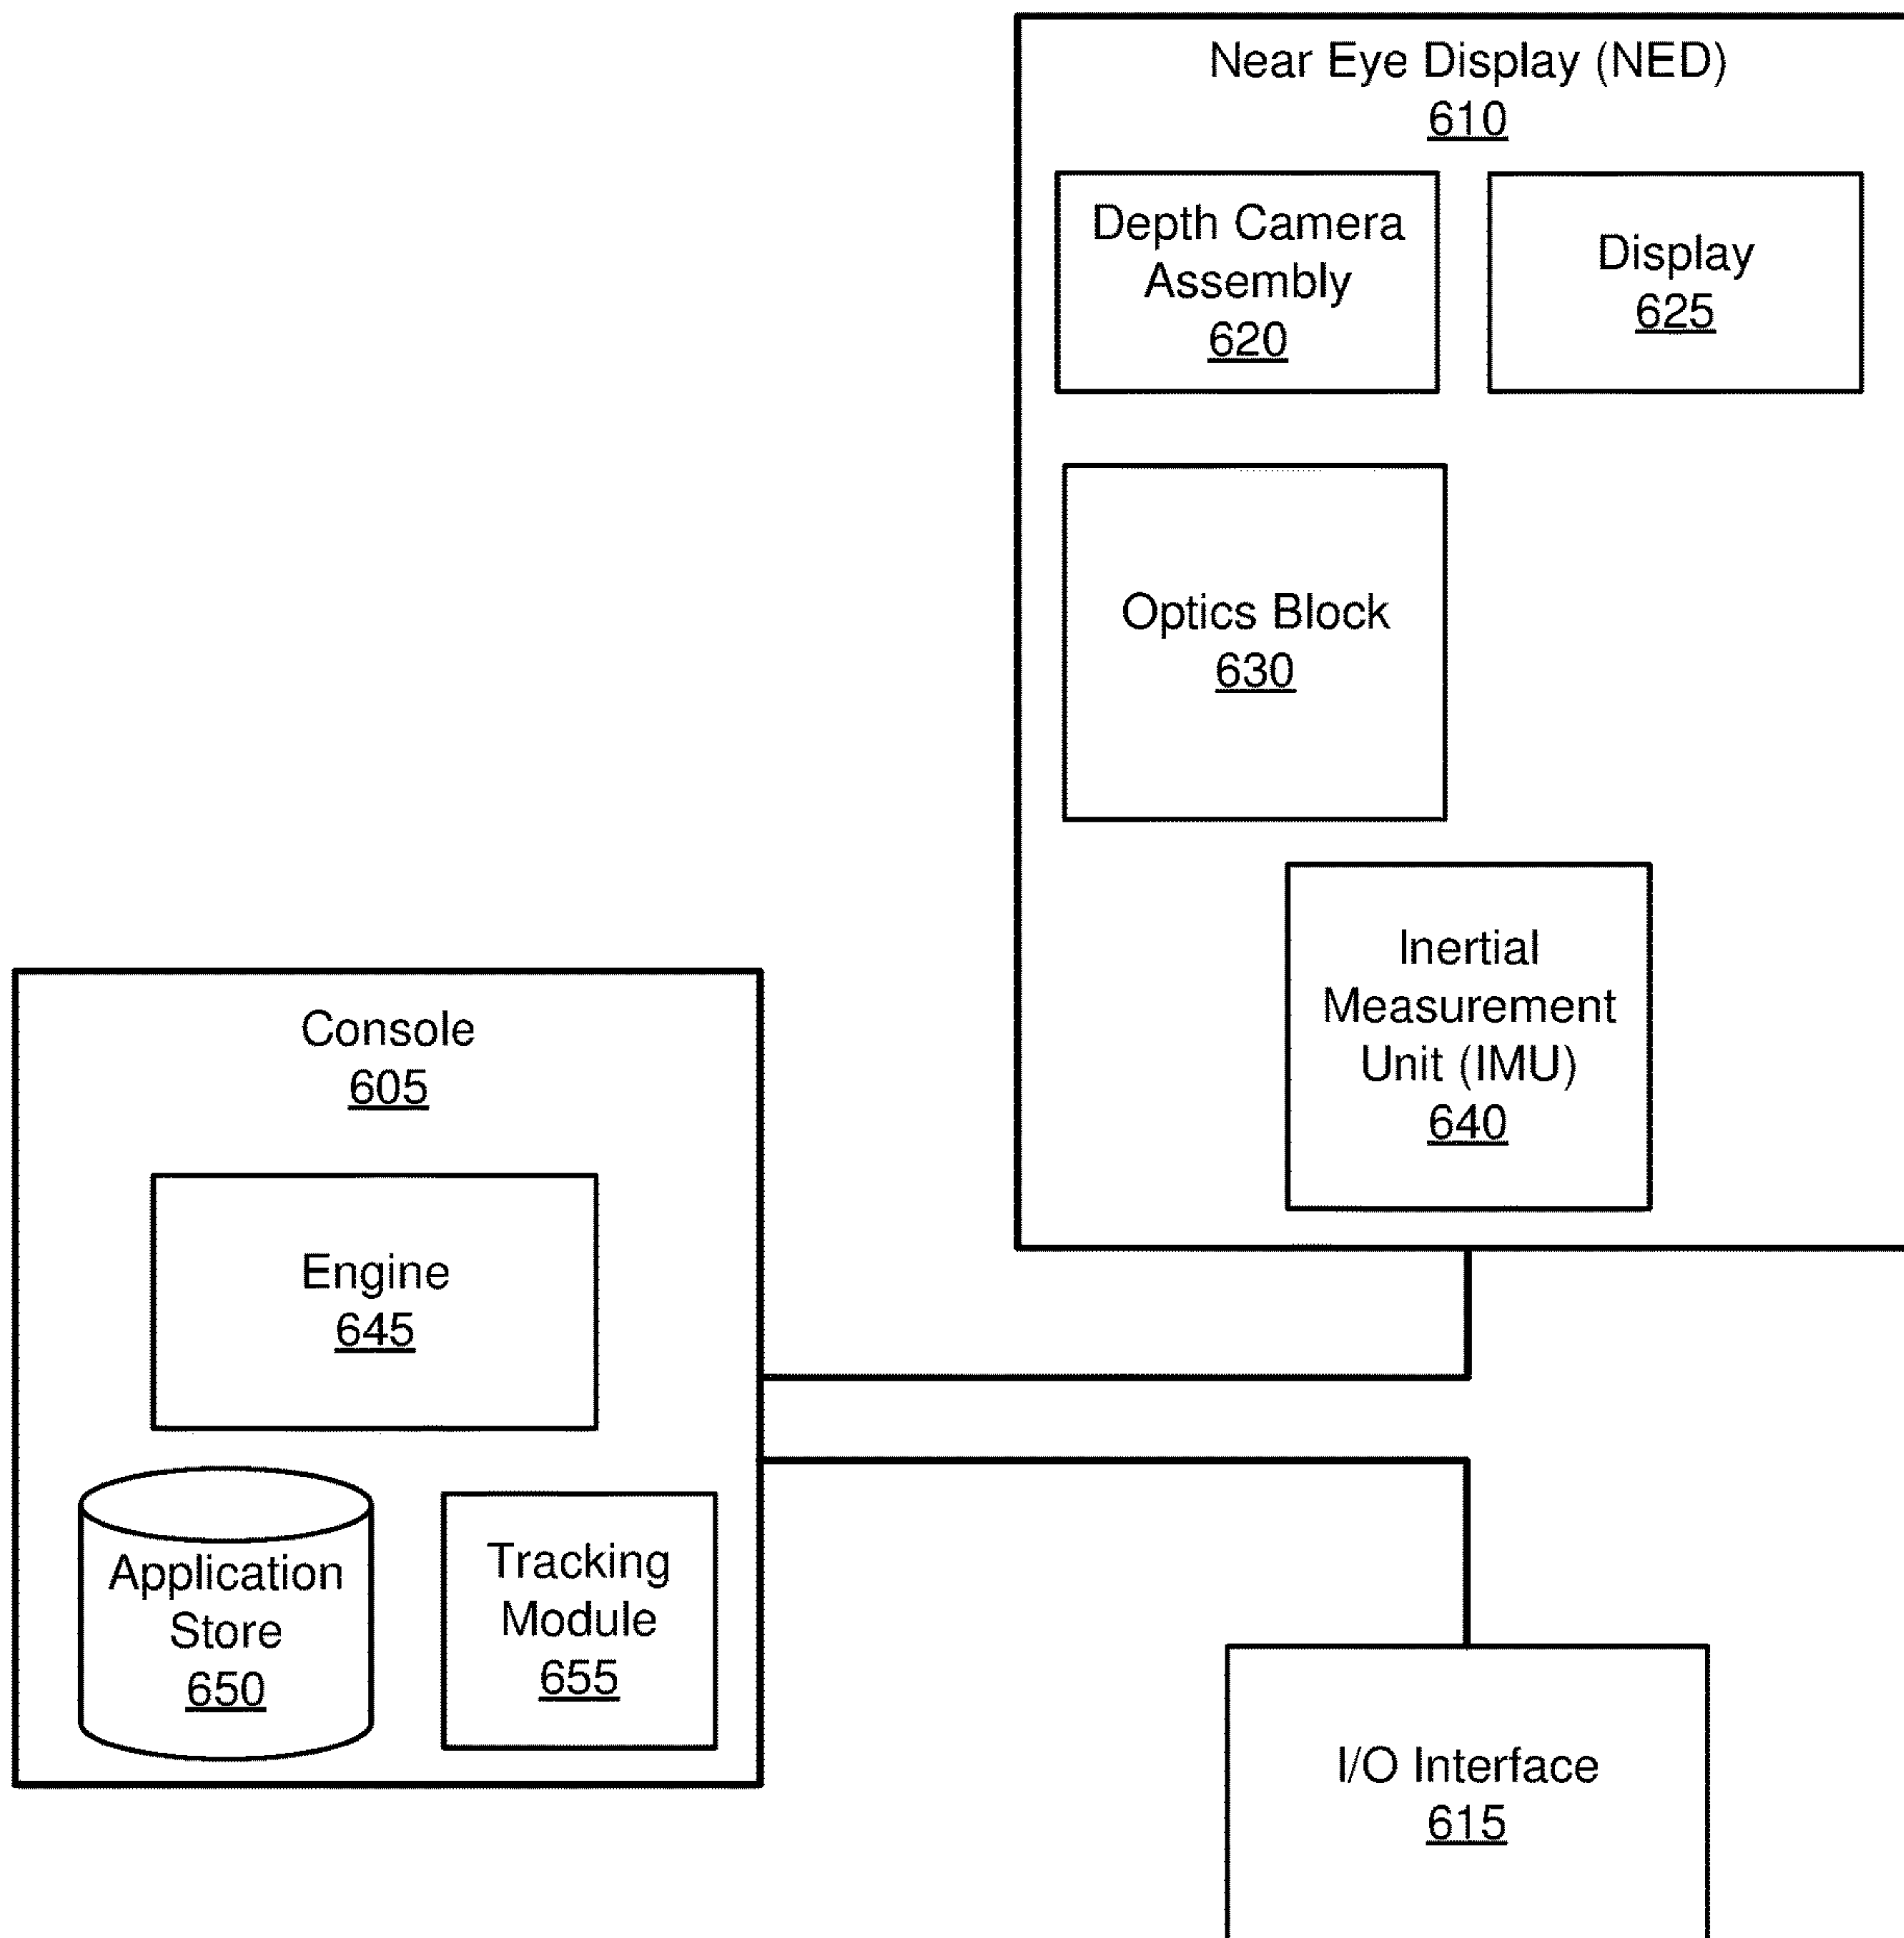 Near Eye Display (NED)
610
Depth Camera
Assembly
620
Display
625
Optics Block
630
Inertial
Measurement
Unit (IMU)
640
Console
605
Engine
645
Application
Store
650
Tracking
Module
655
I/O Interface
615